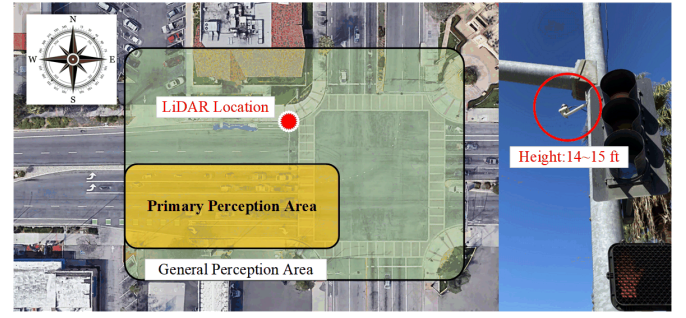 N
W
E
S
LiDAR Location
Primary Perception Area
General Perception Area
Height:14~15 ft